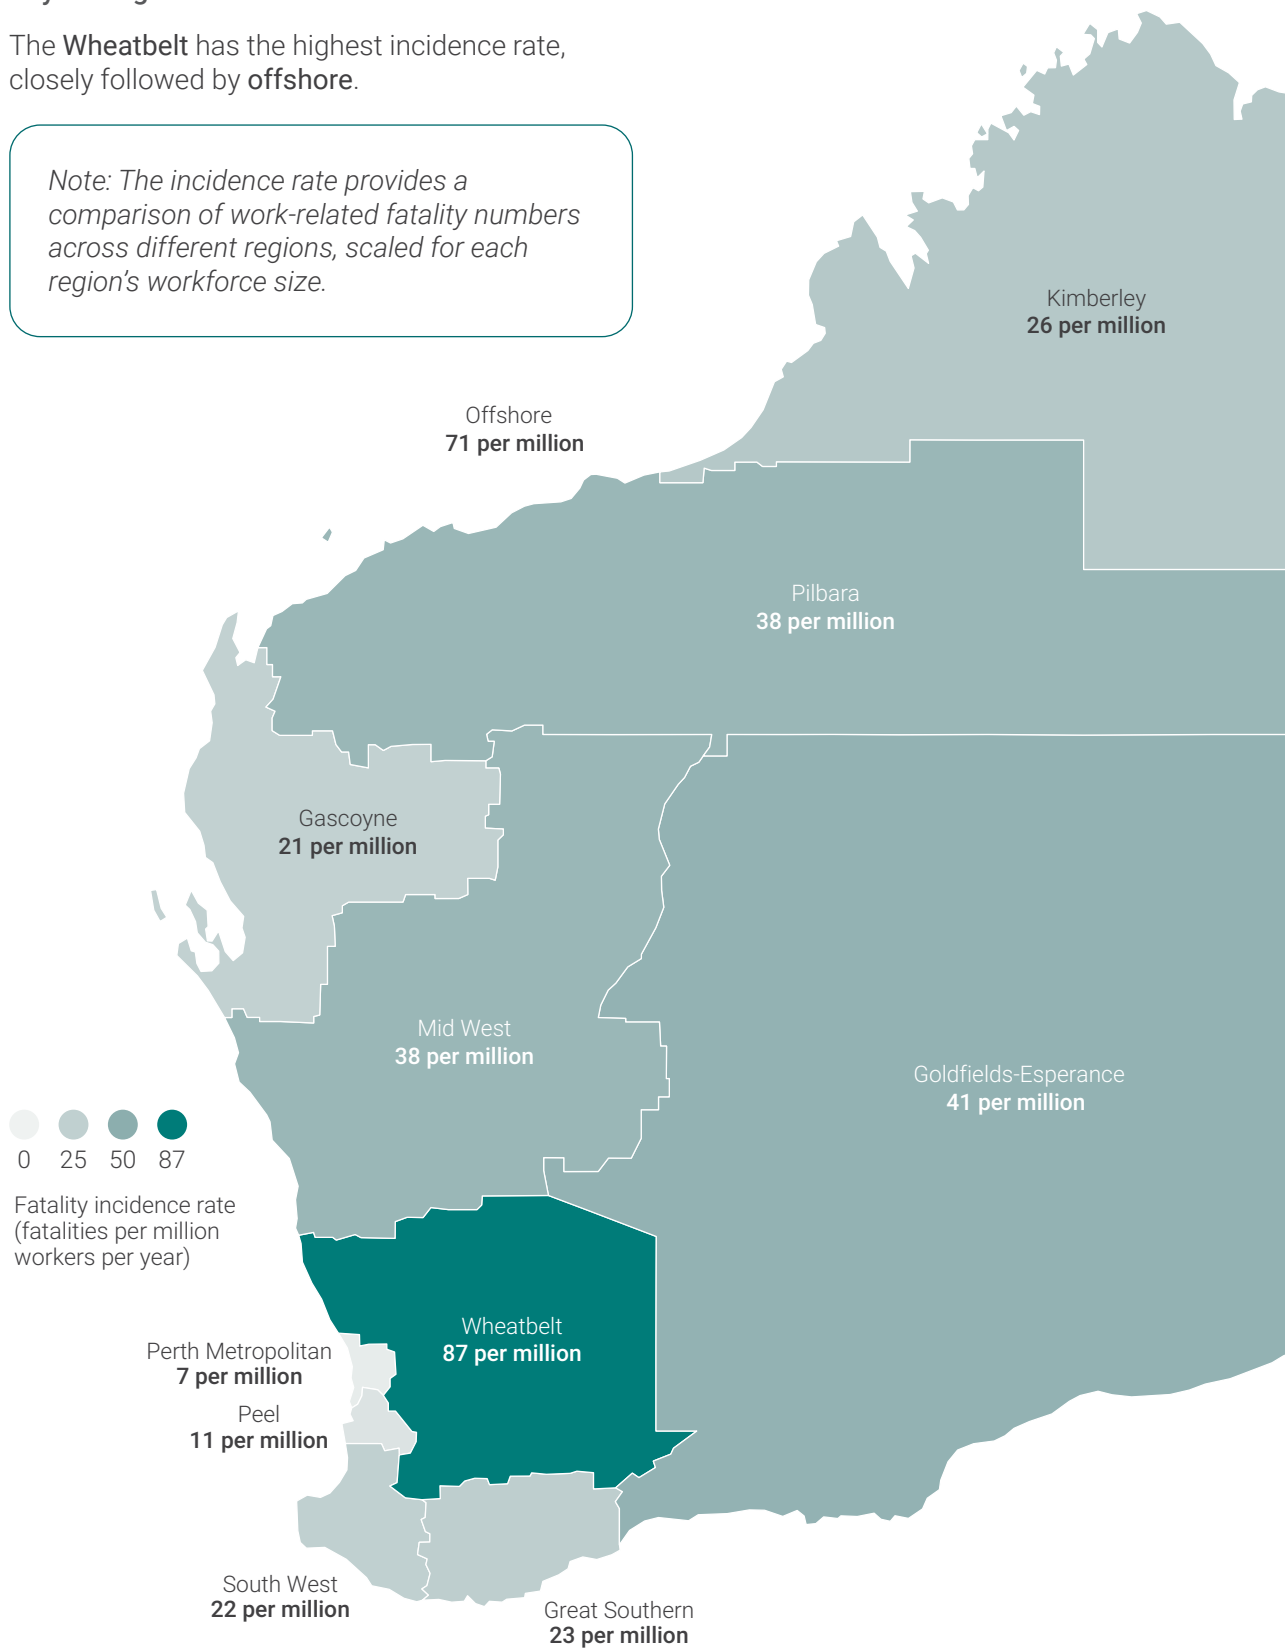 The Wheatbelt has the highest incidence rate,
closely followed by offshore.
Note: The incidence rate provides a
comparison of work-related fatality numbers
across different regions, scaled for each
region's workforce size.
Kimberley
26 per million
Offshore
71 per million
Pilbara
38 per million
Gascoyne
21 per million
Mid West
38 per million
Goldfields-Esperance
41 per million
0 25 50 87
Fatality incidence rate
(fatalities per million
workers per year)
Wheatbelt
87 per million
Perth Metropolitan
7 per million
Peel
11 per million
South West
22 per million
Great Southern
23 per million